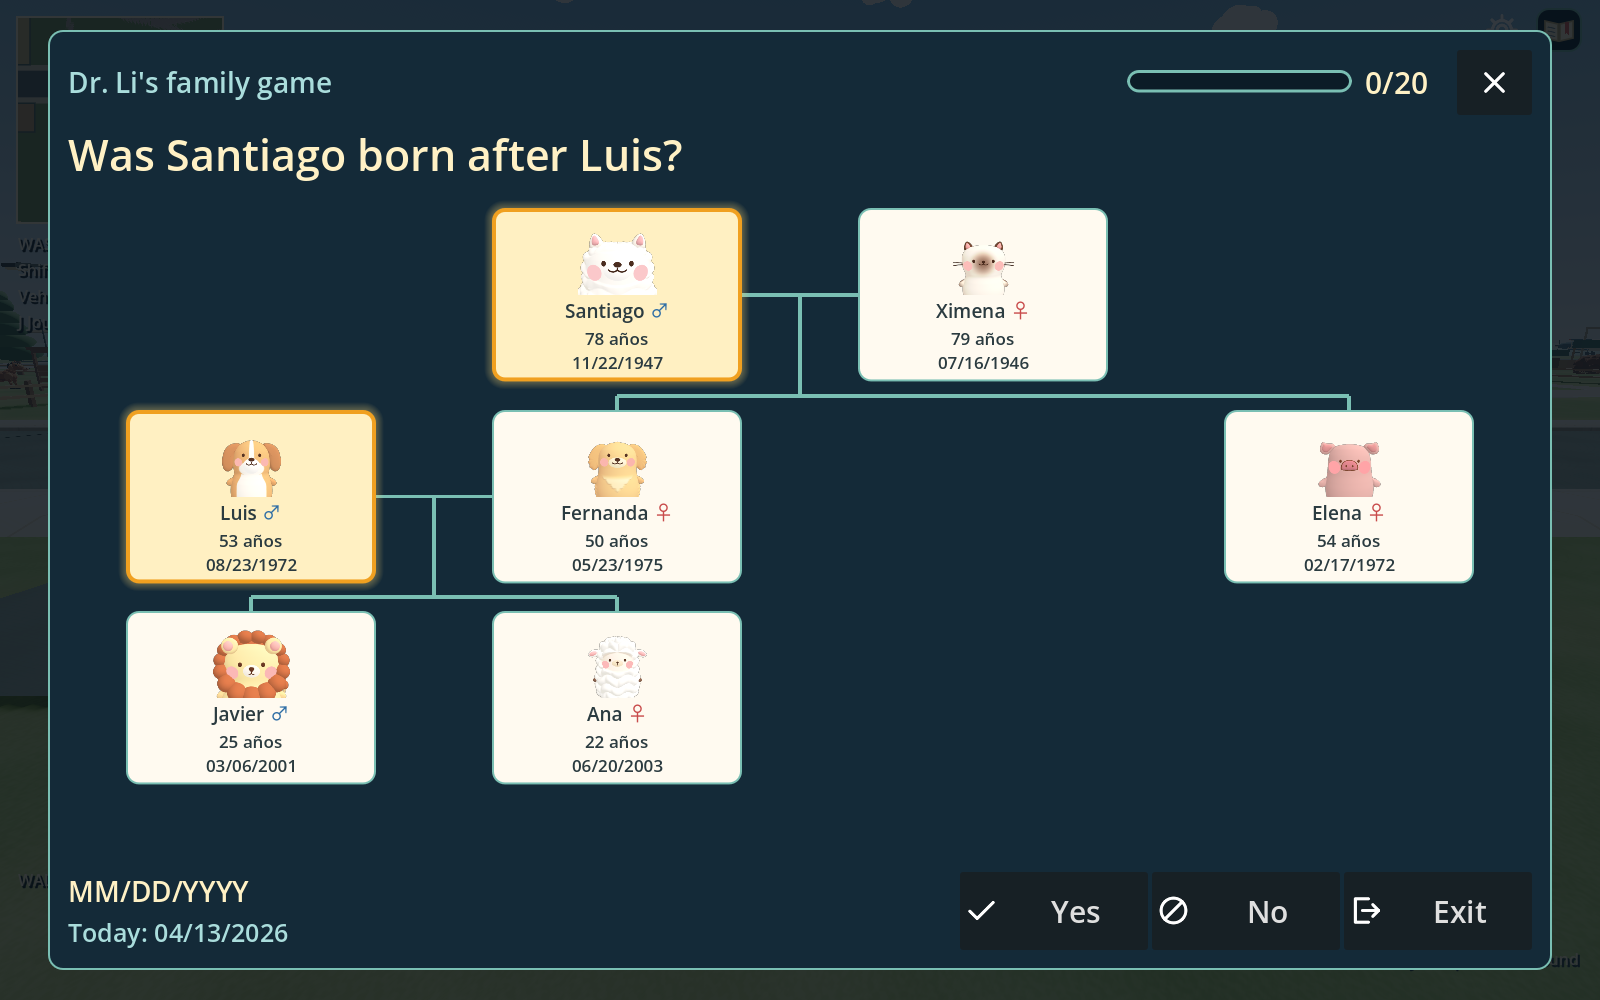 Dr. Li's family game
0/20
Was Santiago born after Luis?
Santiago ♂
78 años
11/22/1947
Ximena ♀
79 años
07/16/1946
Luis ♂
53 años
08/23/1972
Fernanda ♀
50 años
05/23/1975
Elena ♀
54 años
02/17/1972
Javier ♂
25 años
03/06/2001
Ana ♀
22 años
06/20/2003
MM/DD/YYYY
Today: 04/13/2026
Yes
No
Exit